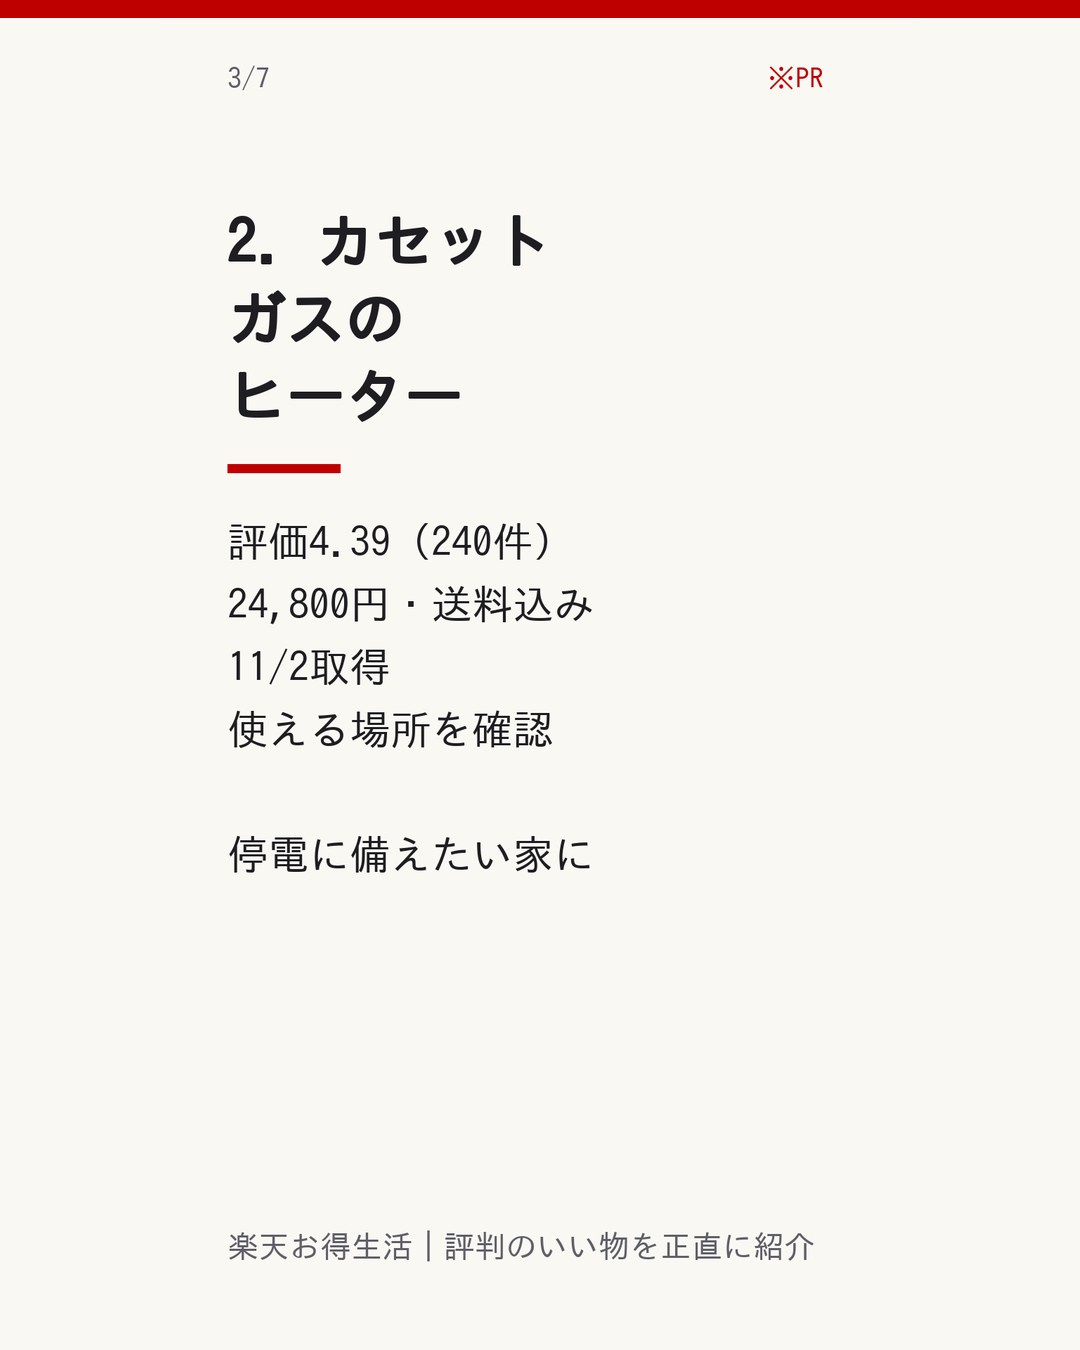 3/7
※PR
2. カセット
ガスの
ヒーター
評価4.39（240件）
24,800円・送料込み
11/2取得
使える場所を確認
停電に備えたい家に
楽天お得生活｜評判のいい物を正直に紹介